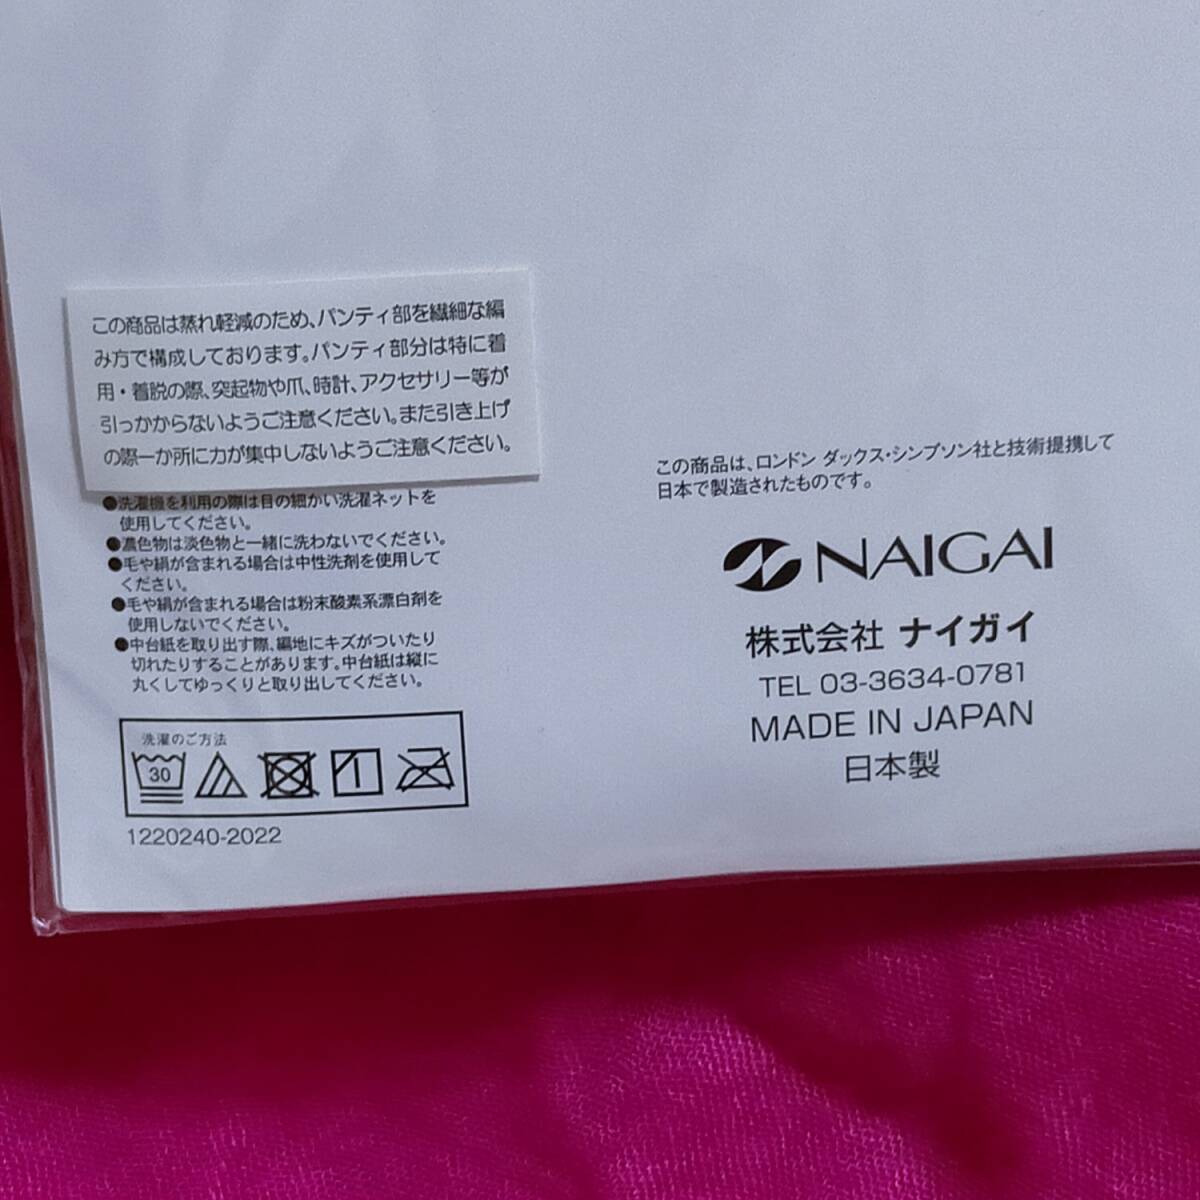 この商品は蒸れ軽減のため、パンティ部を繊細な編
み方で構成しております。パンティ部分は特に着
用・着脱の際、突起物や爪、時計、アクセサリー等が
引っかからないようご注意ください。また引き上げ
の際一か所に力が集中しないようご注意ください。
●洗濯機を利用の際は目の細かい洗濯ネットを
使用してください。
●濃色物は淡色物と一緒に洗わないでください。
●毛や絹が含まれる場合は中性洗剤を使用して
ください。
●毛や絹が含まれる場合は粉末酸素系漂白剤を
使用しないでください。
●中台紙を取り出す際、編地にキズがついたり
切れたりすることがあります。中台紙は縦に
丸くしてゆっくりと取り出してください。
洗濯のご方法
30
1220240-2022
この商品は、ロンドン ダックス・シンプソン社と技術提携して
日本で製造されたものです。
NAIGAI
株式会社 ナイガイ
TEL 03-3634-0781
MADE IN JAPAN
日本製